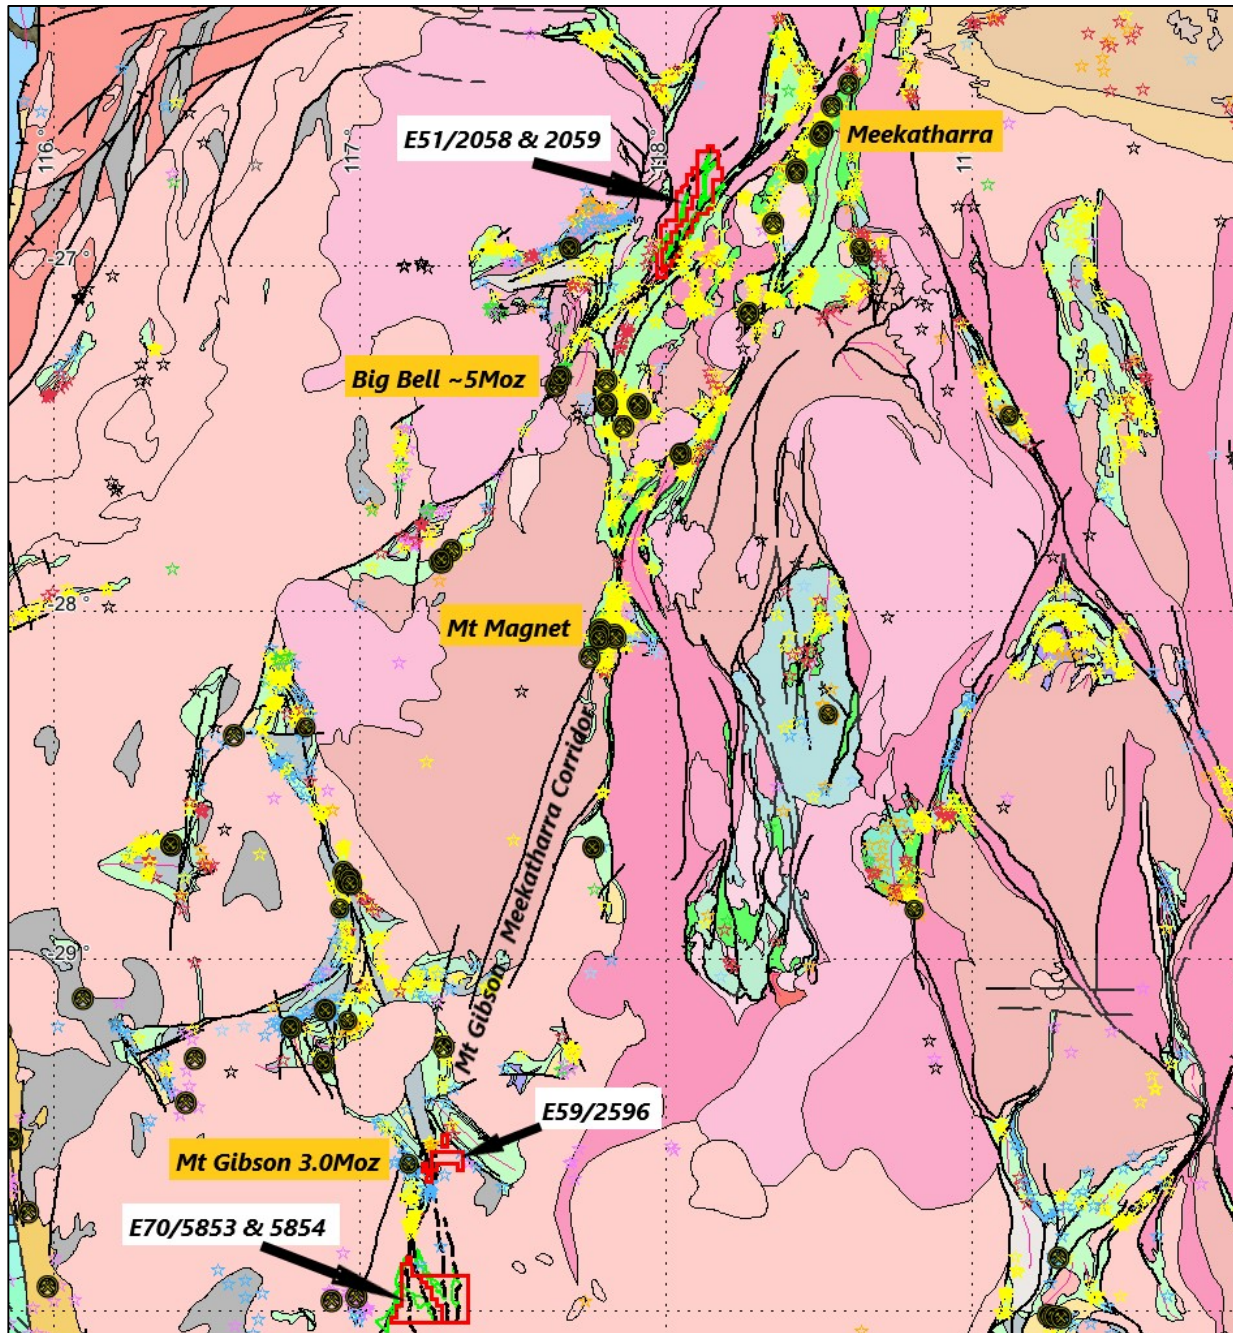 116 °
117 °
118 °
11
E51/2058 & 2059
Meekatharra
-27 °
Big Bell ~5Moz
-28 °
Mt Magnet
Mt Gibson Meekatharra Corridor
-29 °
E59/2596
Mt Gibson 3.0Moz
E70/5853 & 5854